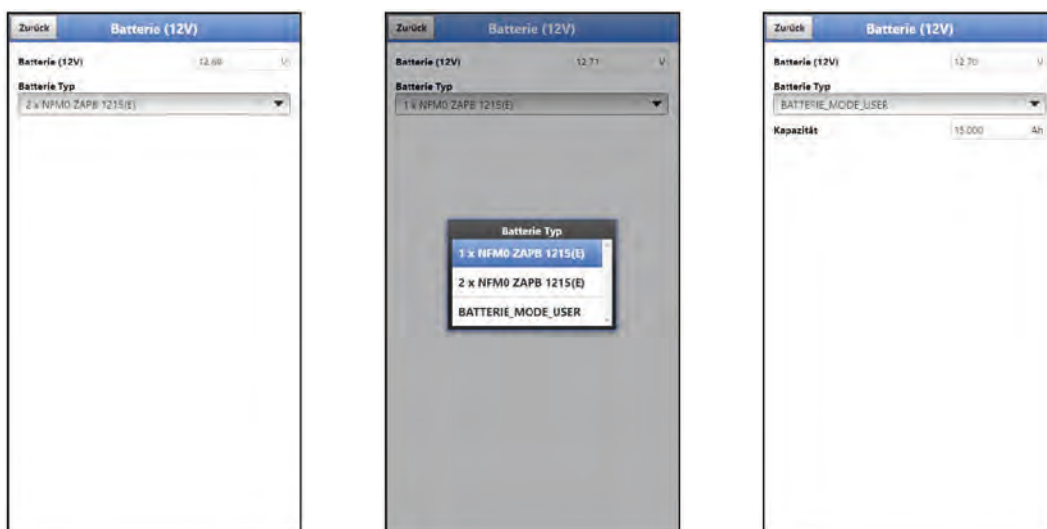 Zurück Batterie (12V)
Batterie (12V) 12.68 V
Batterie Typ
2 x NFM0 ZAPB 1215(E)
Zurück Batterie (12V)
Batterie (12V) 12.71 V
Batterie Typ
1 x NFM0 ZAPB 1215(E)
Batterie Typ
1 x NFM0 ZAPB 1215(E)
2 x NFM0 ZAPB 1215(E)
BATTERIE_MODE_USER
Zurück Batterie (12V)
Batterie (12V) 12.70 V
Batterie Typ
BATTERIE_MODE_USER
Kapazität 15.000 Ah